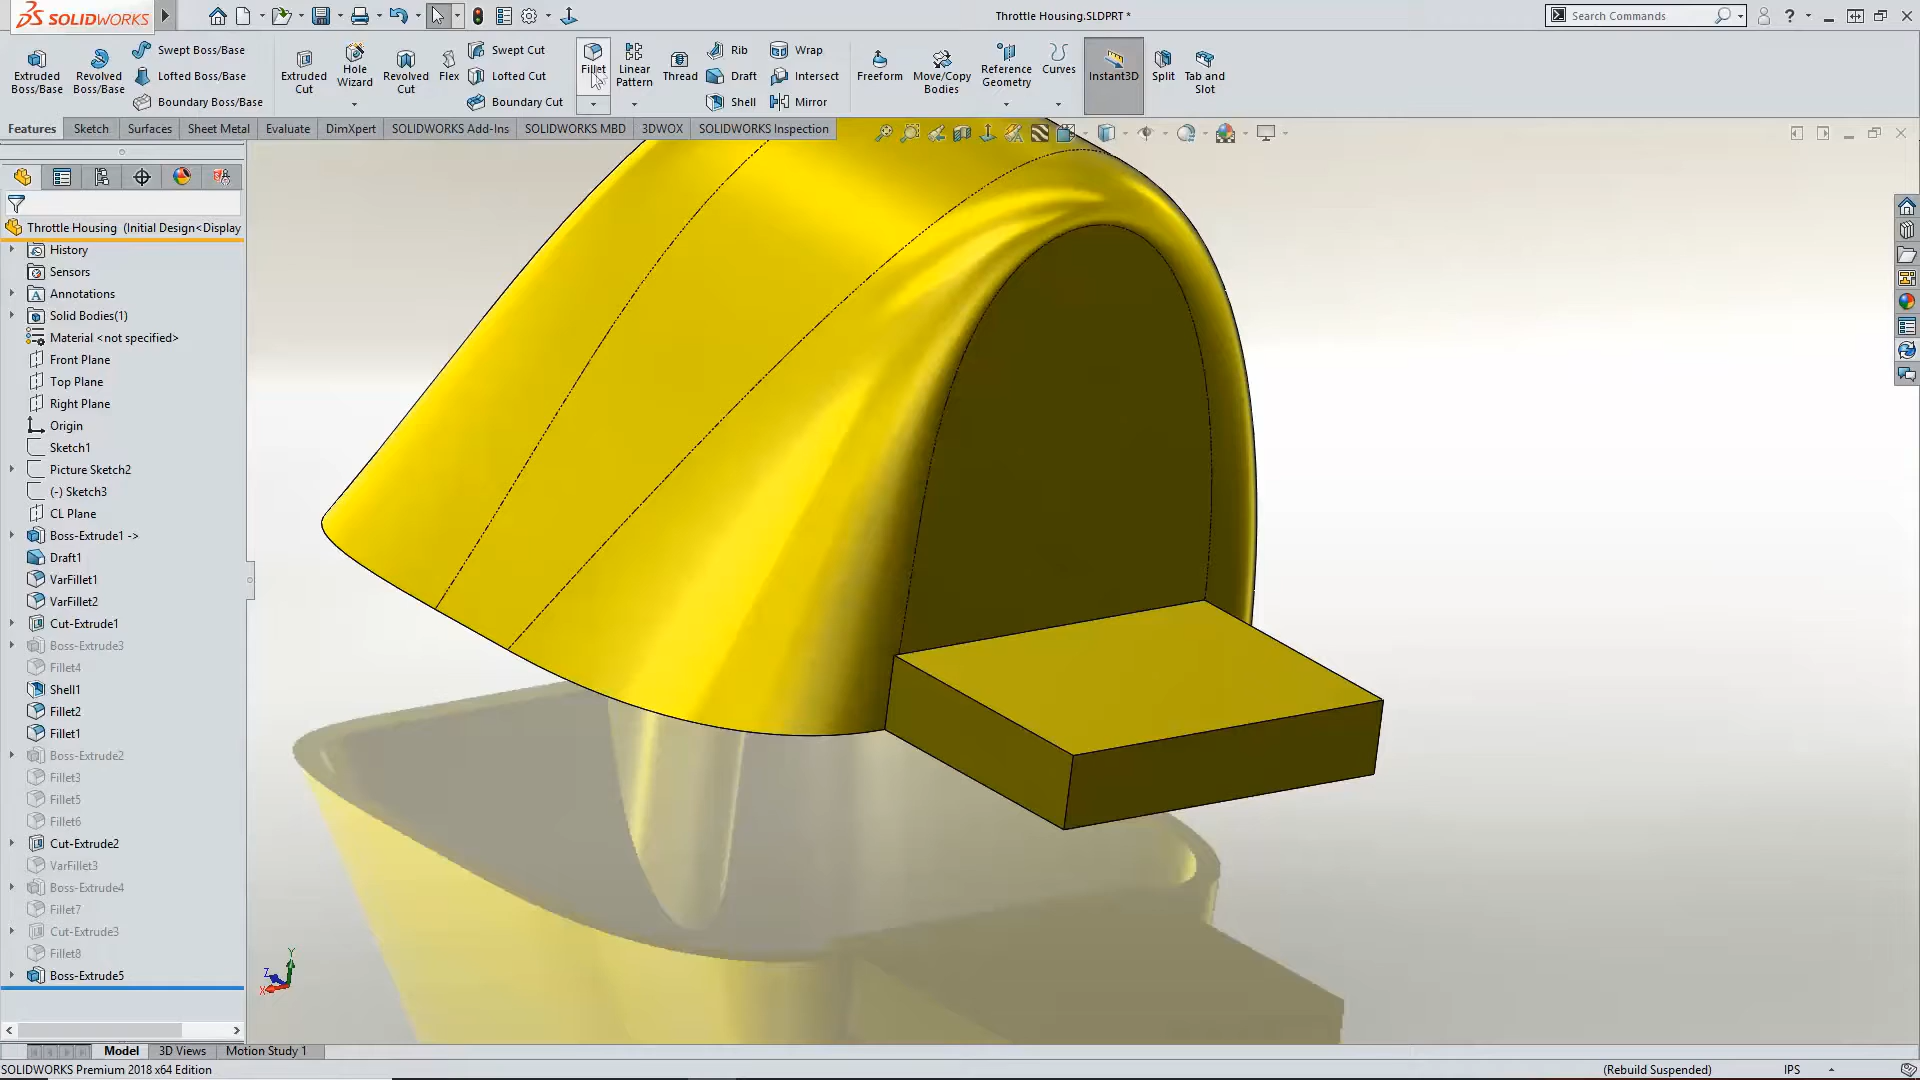 SOLIDWORKS
Throttle Housing.SLDPRT *
Search Commands
?
Extruded Boss/Base
Revolved Boss/Base
Swept Boss/Base
Lofted Boss/Base
Boundary Boss/Base
Extruded Cut
Hole Wizard
Revolved Cut
Flex
Swept Cut
Lofted Cut
Boundary Cut
Fillet
Linear Pattern
Thread
Rib
Draft
Shell
Wrap
Intersect
Mirror
Freeform
Move/Copy Bodies
Reference Geometry
Curves
Instant3D
Split
Tab and Slot
Features
Sketch
Surfaces
Sheet Metal
Evaluate
DimXpert
SOLIDWORKS Add-Ins
SOLIDWORKS MBD
3DWOX
SOLIDWORKS Inspection
Throttle Housing (Initial Design<Display
History
Sensors
Annotations
Solid Bodies(1)
Material <not specified>
Front Plane
Top Plane
Right Plane
Origin
Sketch1
Picture Sketch2
(-) Sketch3
CL Plane
Boss-Extrude1 ->
Draft1
VarFillet1
VarFillet2
Cut-Extrude1
Boss-Extrude3
Fillet4
Shell1
Fillet2
Fillet1
Boss-Extrude2
Fillet3
Fillet5
Fillet6
Cut-Extrude2
VarFillet3
Boss-Extrude4
Fillet7
Cut-Extrude3
Fillet8
Boss-Extrude5
Y
Z
X
Model
3D Views
Motion Study 1
SOLIDWORKS Premium 2018 x64 Edition
(Rebuild Suspended)
IPS